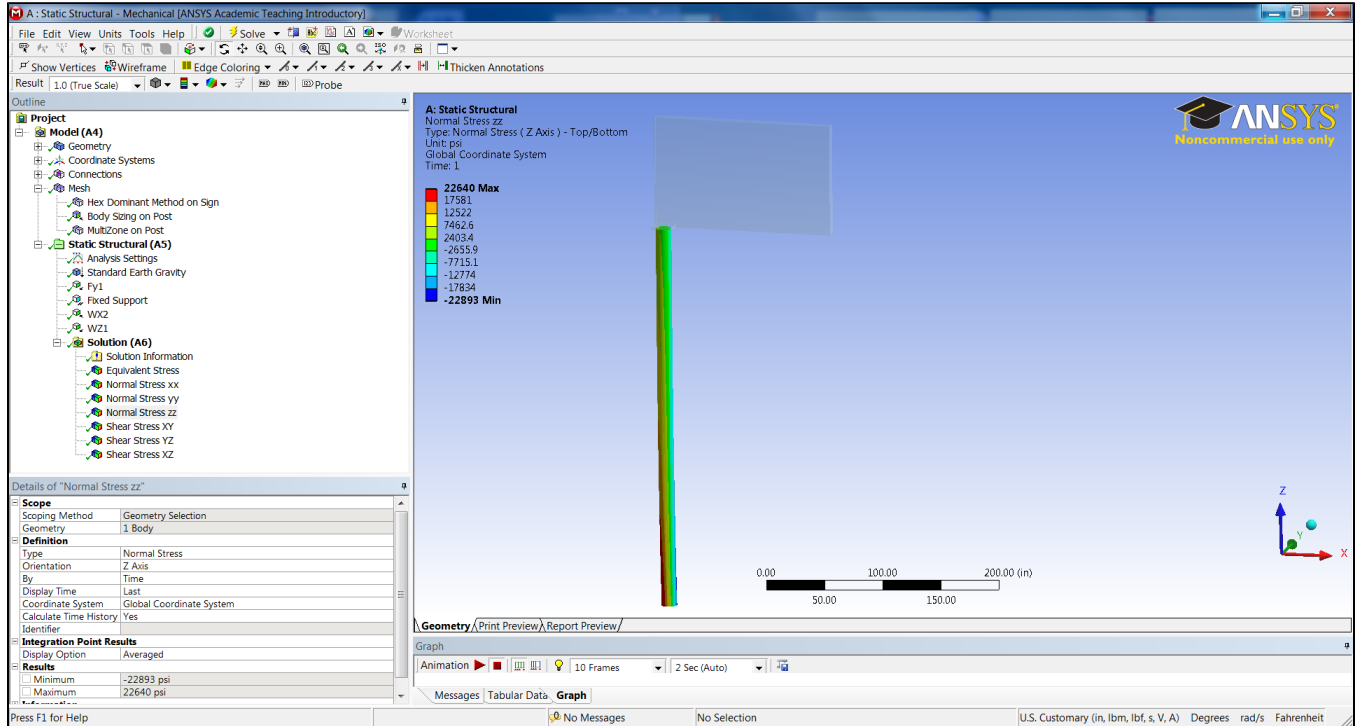 A : Static Structural - Mechanical [ANSYS Academic Teaching Introductory]
File Edit View Units Tools Help Solve Worksheet
Show Vertices Wireframe Edge Coloring Thicken Annotations
Result 1.0 (True Scale) Probe
Outline
Project
Model (A4)
Geometry
Coordinate Systems
Connections
Mesh
Hex Dominant Method on Sign
Body Sizing on Post
MultiZone on Post
Static Structural (A5)
Analysis Settings
Standard Earth Gravity
Fy1
Fixed Support
WX2
WZ1
Solution (A6)
Solution Information
Equivalent Stress
Normal Stress xx
Normal Stress yy
Normal Stress zz
Shear Stress XY
Shear Stress YZ
Shear Stress XZ
Details of "Normal Stress zz"
Scope
Scoping Method Geometry Selection
Geometry 1 Body
Definition
Type Normal Stress
Orientation Z Axis
By Time
Display Time Last
Coordinate System Global Coordinate System
Calculate Time History Yes
Identifier
Integration Point Results
Display Option Averaged
Results
Minimum -22893 psi
Maximum 22640 psi
A: Static Structural
Normal Stress zz
Type: Normal Stress ( Z Axis ) - Top/Bottom
Unit: psi
Global Coordinate System
Time: 1
22640 Max
17581
12522
7462.6
2403.4
-2655.9
-7715.1
-12774
-17834
-22893 Min
ANSYS
Noncommercial use only
Z
Y
X
0.00 100.00 200.00 (in)
50.00 150.00
Geometry Print Preview Report Preview
Graph
Animation 10 Frames 2 Sec (Auto)
Messages Tabular Data Graph
Press F1 for Help No Messages No Selection U.S. Customary (in, lbm, lbf, s, V, A) Degrees rad/s Fahrenheit